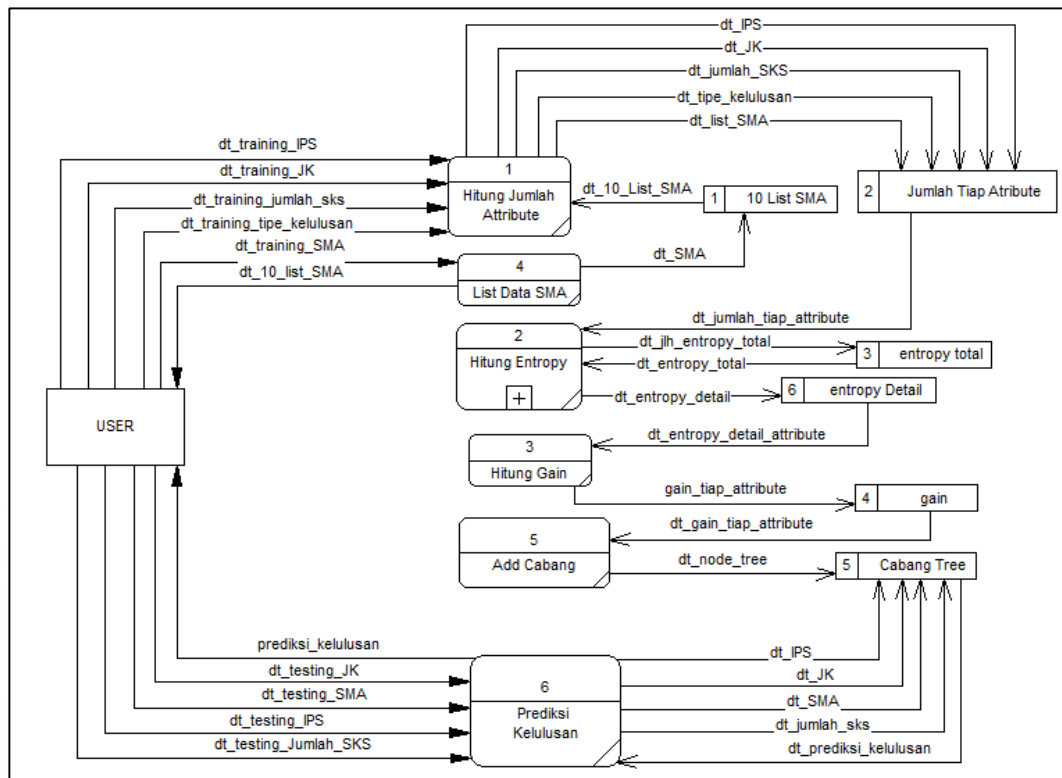 dt_IPS
dt_JK
dt_jumlah_SKS
dt_tipe_kelulusan
dt_list_SMA
dt_training_IPS
dt_training_JK
dt_training_jumlah_sks
dt_training_tipe_kelulusan
dt_training_SMA
dt_10_list_SMA
1
Hitung Jumlah
Attribute
dt_10_List_SMA
1 10 List SMA
2 Jumlah Tiap Atribute
4
List Data SMA
dt_SMA
dt_jumlah_tiap_attribute
2
Hitung Entropy
+
dt_jlh_entropy_total
dt_entropy_total
3 entropy total
dt_entropy_detail
6 entropy Detail
USER
dt_entropy_detail_attribute
3
Hitung Gain
gain_tiap_attribute
4 gain
dt_gain_tiap_attribute
5
Add Cabang
dt_node_tree
5 Cabang Tree
prediksi_kelulusan
dt_testing_JK
dt_testing_SMA
dt_testing_IPS
dt_testing_Jumlah_SKS
6
Prediksi
Kelulusan
dt_IPS
dt_JK
dt_SMA
dt_jumlah_sks
dt_prediksi_kelulusan